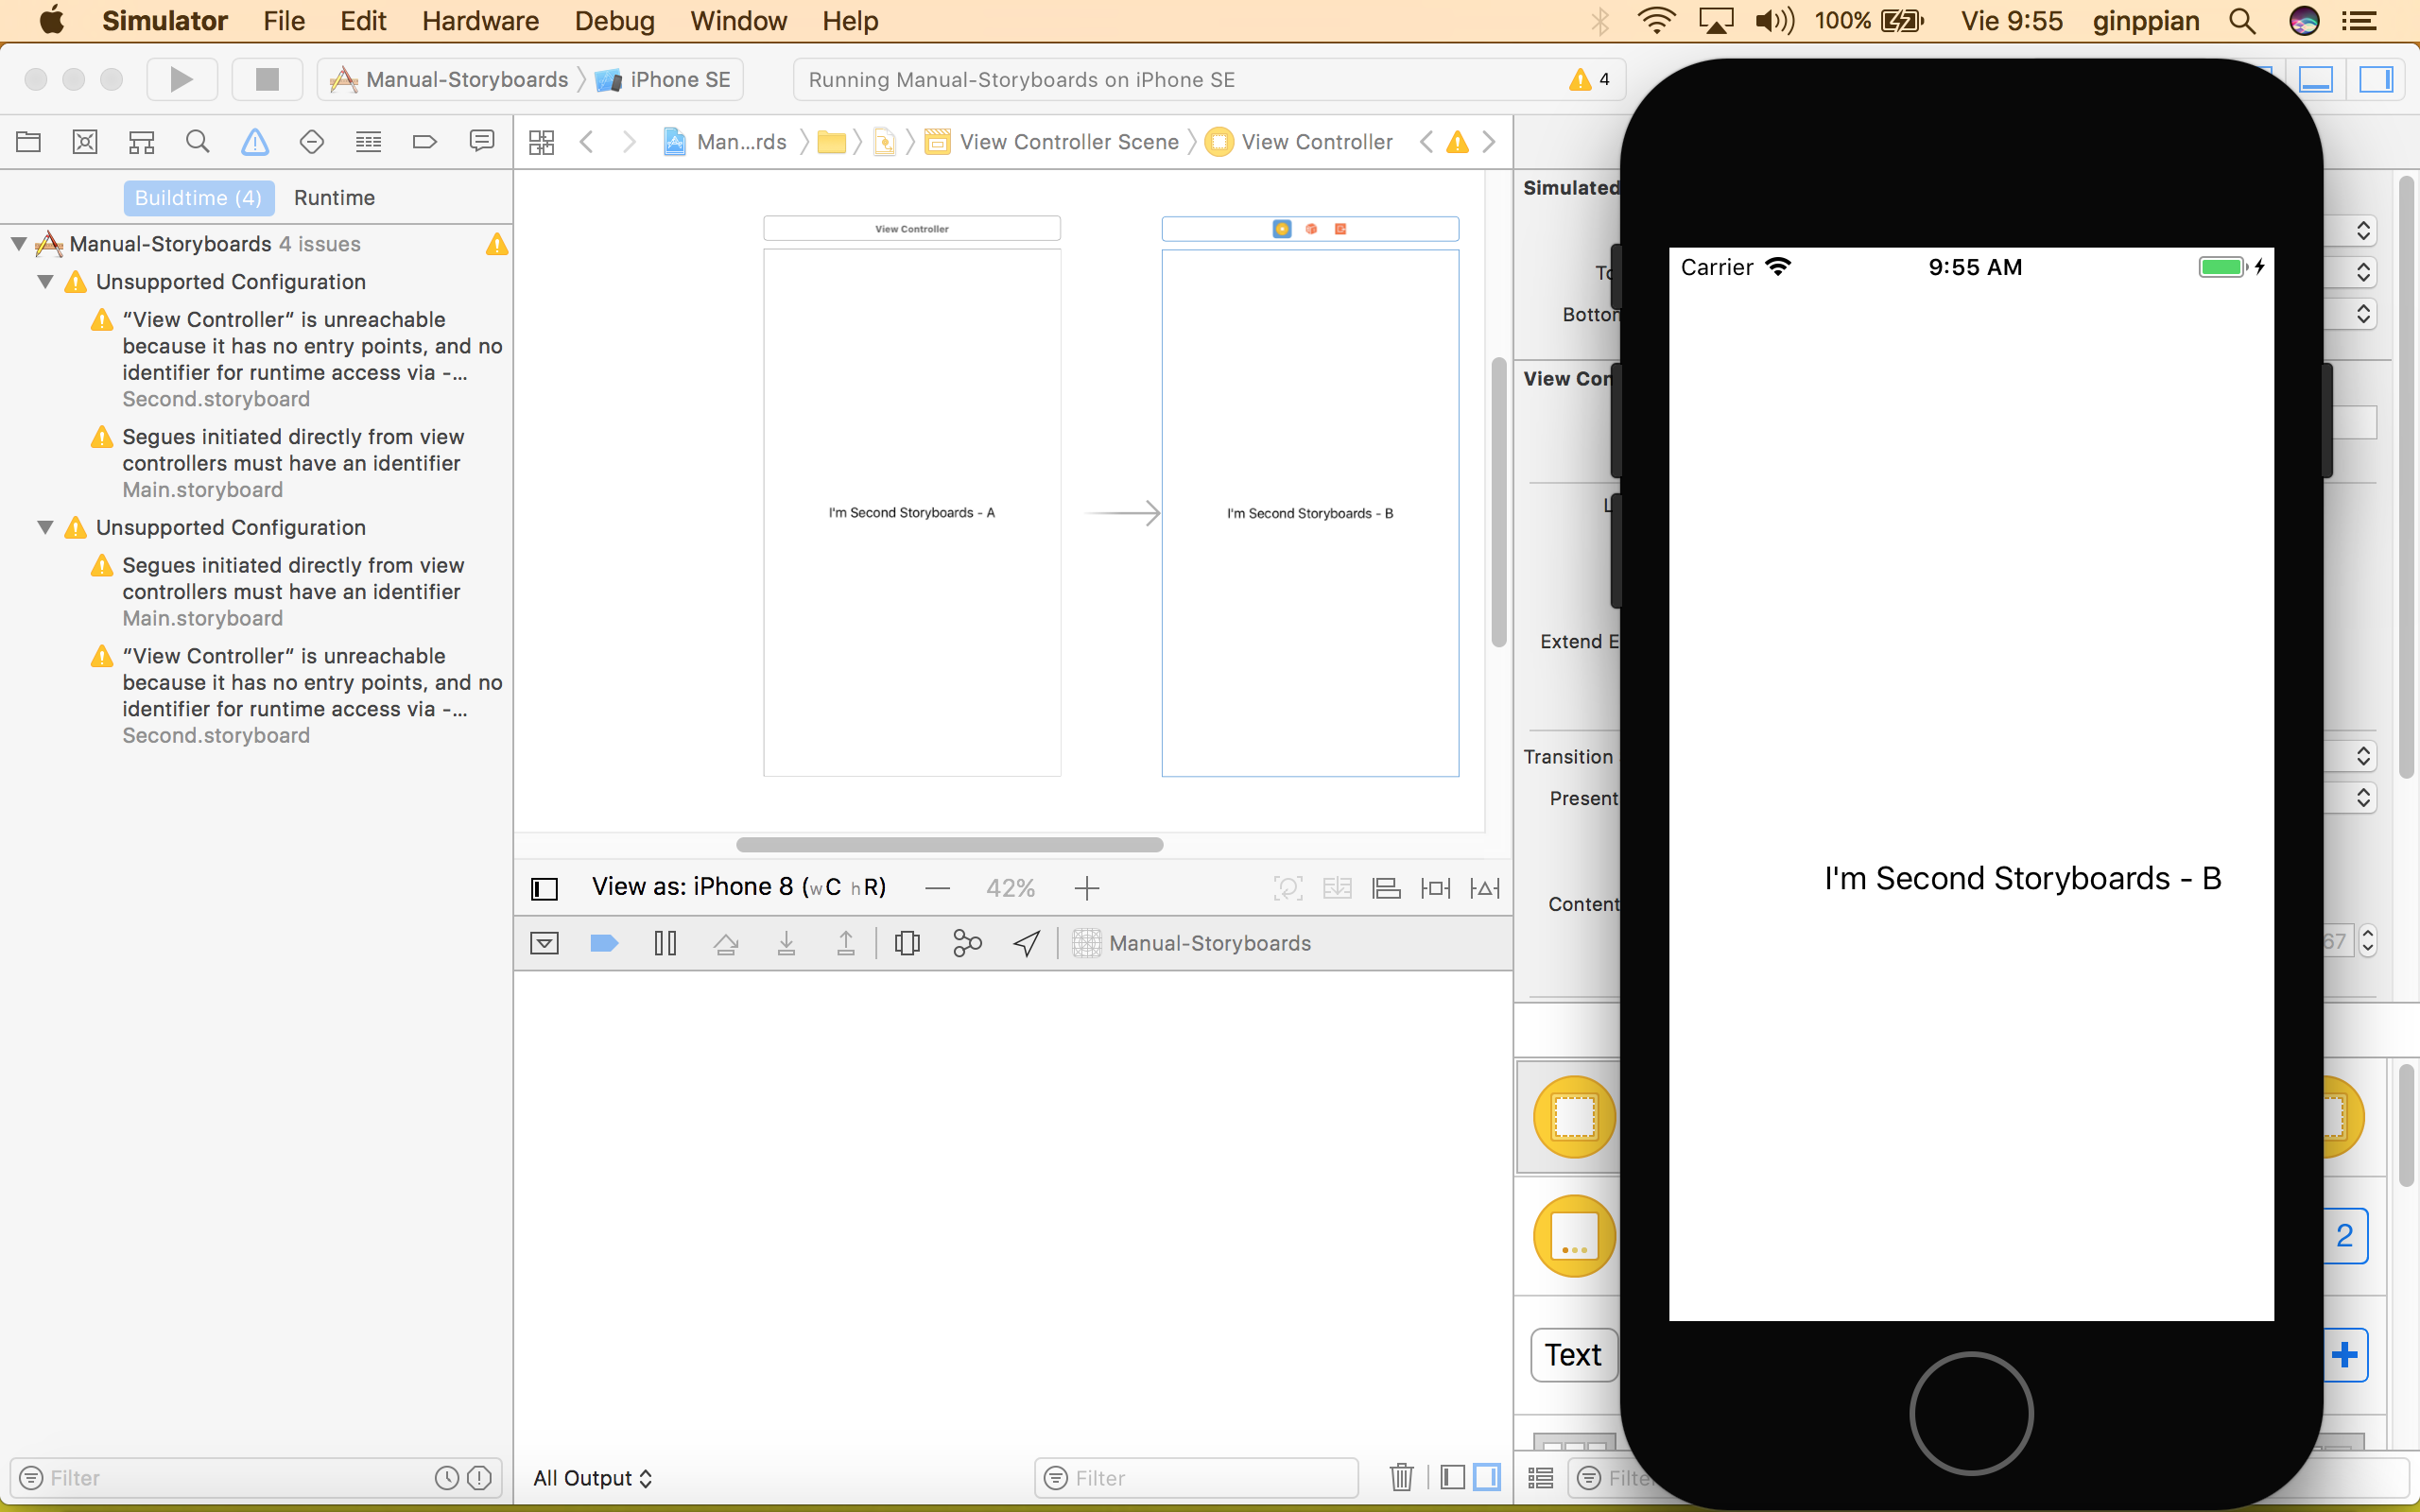 Simulator File Edit Hardware Debug Window Help 100% Vie 9:55 ginppian
Manual-Storyboards iPhone SE Running Manual-Storyboards on iPhone SE 4
Man...rds View Controller Scene View Controller
Buildtime (4) Runtime
Manual-Storyboards 4 issues
Unsupported Configuration
“View Controller“ is unreachable
because it has no entry points, and no
identifier for runtime access via -...
Second.storyboard
Segues initiated directly from view
controllers must have an identifier
Main.storyboard
Unsupported Configuration
Segues initiated directly from view
controllers must have an identifier
Main.storyboard
“View Controller“ is unreachable
because it has no entry points, and no
identifier for runtime access via -...
Second.storyboard
Filter
View Controller
I'm Second Storyboards - A
I'm Second Storyboards - B
View as: iPhone 8 (wC hR) 42%
Manual-Storyboards
All Output Filter
Simulated
View Con
Extend E
Transition
Present
Content
67
2
Text
Carrier 9:55 AM
I'm Second Storyboards - B